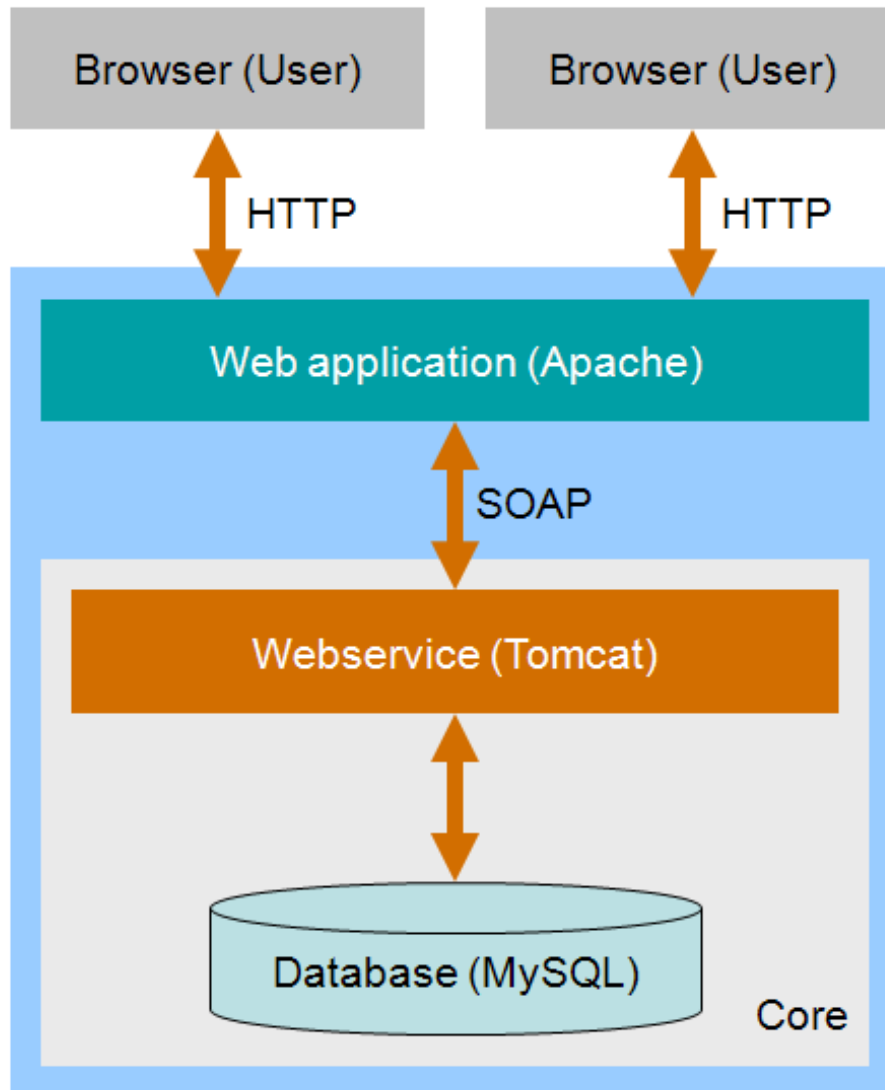 Browser (User)
Browser (User)
HTTP
HTTP
Web application (Apache)
SOAP
Webservice (Tomcat)
Database (MySQL)
Core